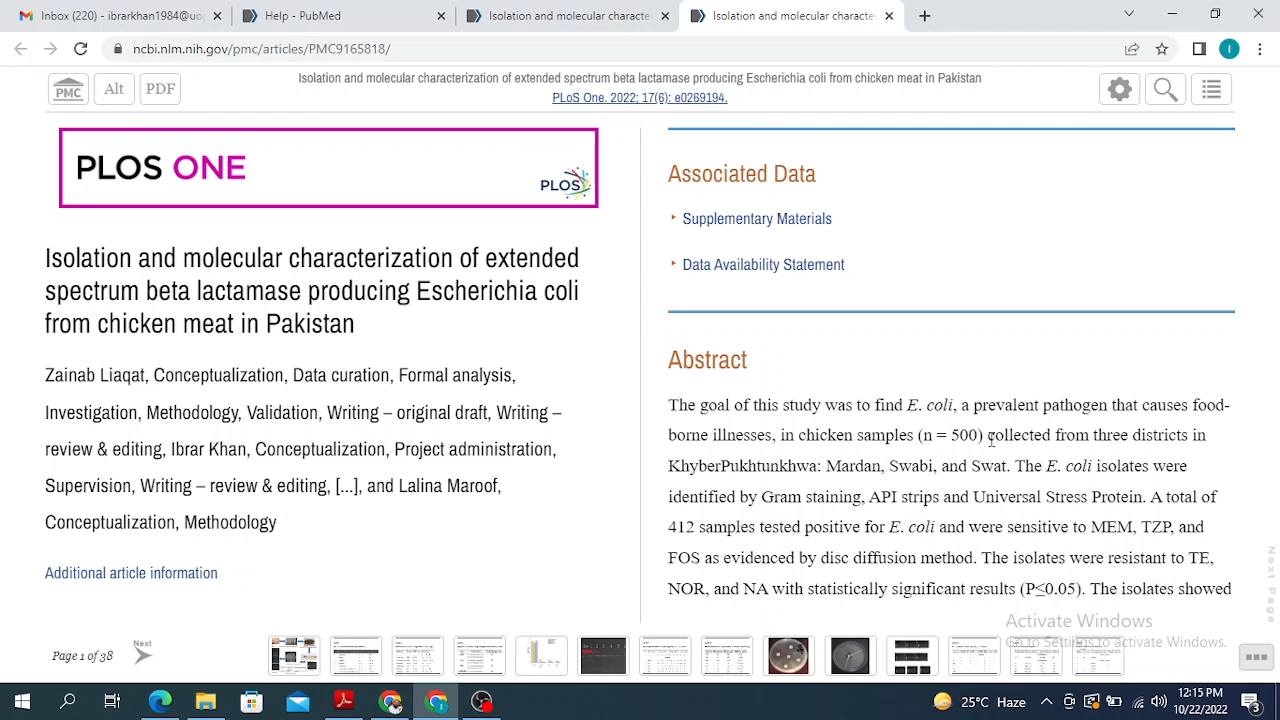 (220) - ikhan1984@uo
Help - PubMed
Isolation One. 2022;
Isolation and molecular characte
ncbi.nlm.nih.gov/pmc/articles/PMC9165818/
I
PMC
Alt
PDF
Isolation and molecular characterization of extended spectrum beta lactamase producing Escherichia coli from chicken meat in Pakistan
PLoS One. 2022; 17(6): e0269194.
PLOS ONE
PLOS
Isolation and molecular characterization of extended
spectrum beta lactamase producing Escherichia coli
from chicken meat in Pakistan
Zainab Liaqat, Conceptualization, Data curation, Formal analysis,
Investigation, Methodology, Validation, Writing – original draft, Writing –
review & editing, Ibrar Khan, Conceptualization, Project administration,
Supervision, Writing – review & editing, [...], and Lalina Maroof,
Conceptualization, Methodology
Additional article information
Associated Data
Supplementary Materials
Data Availability Statement
Abstract
The goal of this study was to find E. coli, a prevalent pathogen that causes food-
borne illnesses, in chicken samples (n = 500) collected from three districts in
KhyberPukhtunkhwa: Mardan, Swabi, and Swat. The E. coli isolates were
identified by Gram staining, API strips and Universal Stress Protein. A total of
412 samples tested positive for E. coli and were sensitive to MEM, TZP, and
FOS as evidenced by disc diffusion method. The isolates were resistant to TE,
NOR, and NA with statistically significant results (P≤0.05). The isolates showed
Next Page
Activate Windows
Go to Settings to activate Windows.
Page 1 of 38
Next
25°C Haze
12:15 PM
10/22/2022
3